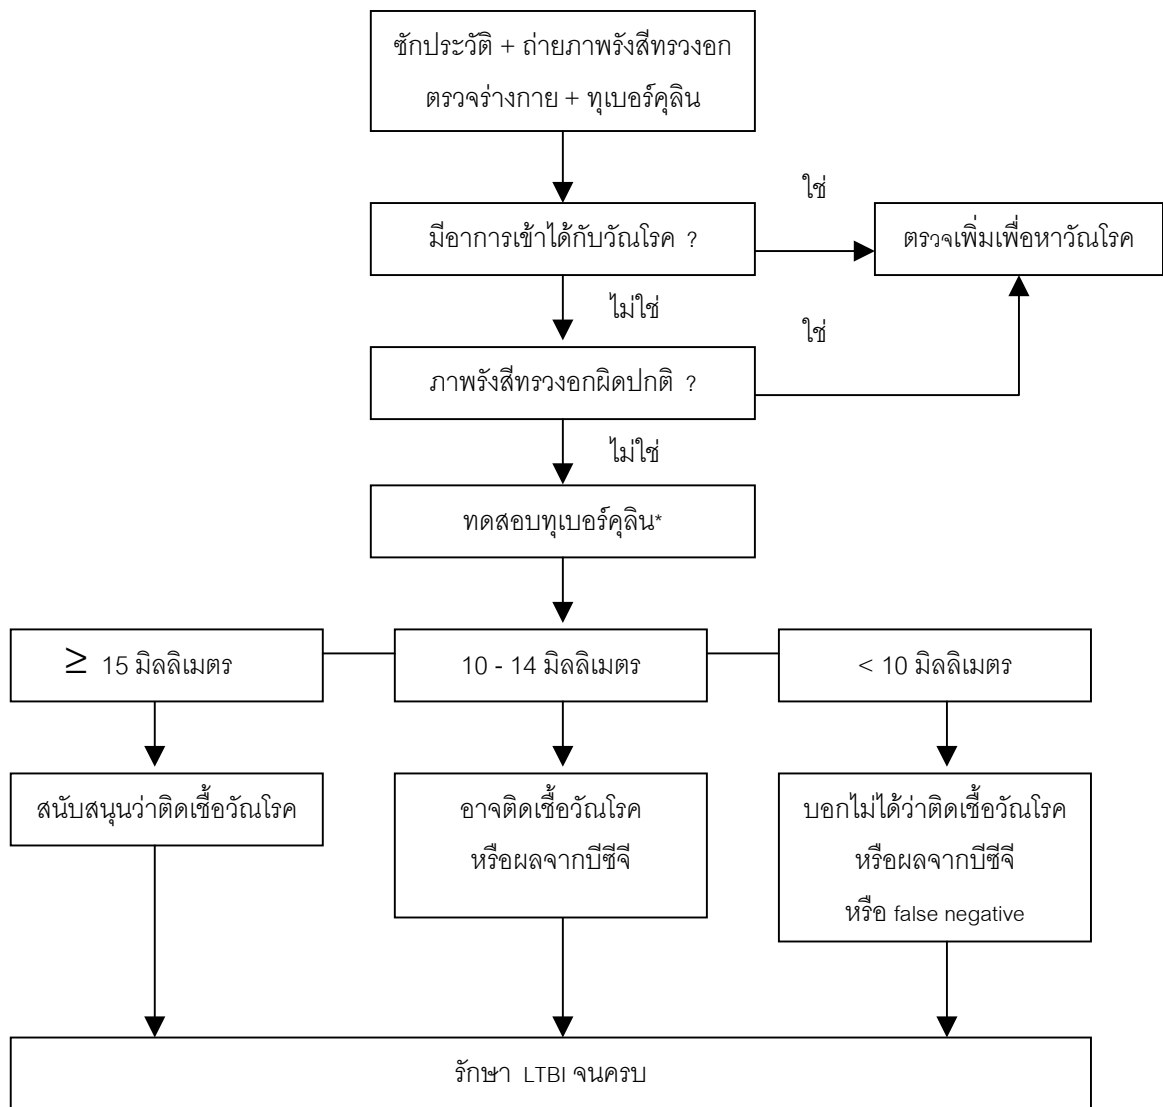 ซักประวัติ + ถ่ายภาพรังสีทรวงอก
ตรวจร่างกาย + ทุเบอร์คุลิน
ใช่
มีอาการเข้าได้กับวัณโรค ?
ตรวจเพิ่มเพื่อหาวัณโรค
ไม่ใช่
ใช่
ภาพรังสีทรวงอกผิดปกติ ?
ไม่ใช่
ทดสอบทุเบอร์คุลิน*
≥ 15 มิลลิเมตร
10 - 14 มิลลิเมตร
< 10 มิลลิเมตร
สนับสนุนว่าติดเชื้อวัณโรค
อาจติดเชื้อวัณโรค
หรือผลจากบีซีจี
บอกไม่ได้ว่าติดเชื้อวัณโรค
หรือผลจากบีซีจี
หรือ false negative
รักษา LTBI จนครบ